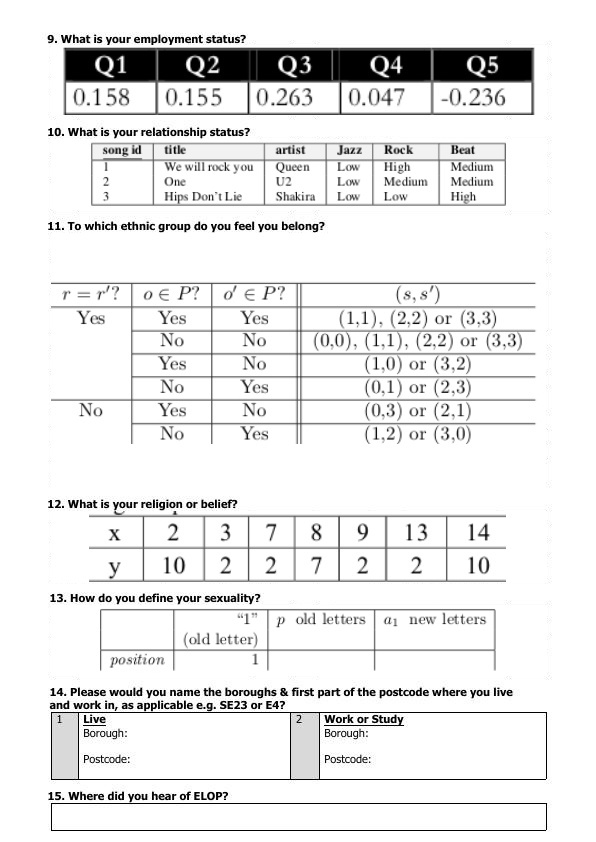 9. What is your employment status?
Q1 Q2 Q3 Q4 Q5
0.158 0.155 0.263 0.047 -0.236
10. What is your relationship status?
song id title artist Jazz Rock Beat
1 We will rock you Queen Low High Medium
2 One U2 Low Medium Medium
3 Hips Don't Lie Shakira Low Low High
11. To which ethnic group do you feel you belong?
r = r′? o ∈ P? o′ ∈ P? (s, s′)
Yes Yes Yes (1,1), (2,2) or (3,3)
No No (0,0), (1,1), (2,2) or (3,3)
Yes No (1,0) or (3,2)
No Yes (0,1) or (2,3)
No Yes No (0,3) or (2,1)
No Yes (1,2) or (3,0)
12. What is your religion or belief?
x 2 3 7 8 9 13 14
y 10 2 2 7 2 2 10
13. How do you define your sexuality?
"1" p old letters a₁ new letters
(old letter)
position 1
14. Please would you name the boroughs & first part of the postcode where you live
and work in, as applicable e.g. SE23 or E4?
1 Live 2 Work or Study
Borough: Borough:
Postcode: Postcode:
15. Where did you hear of ELOP?